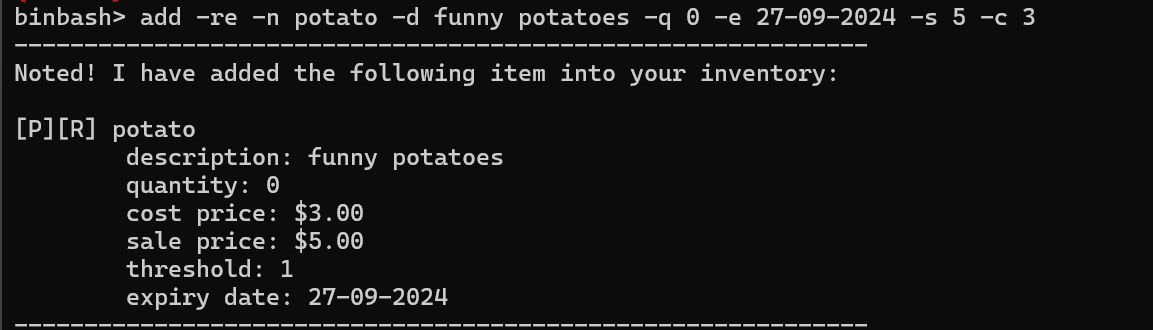 binbash> add -re -n potato -d funny potatoes -q 0 -e 27-09-2024 -s 5 -c 3
-------------------------------------------------------------
Noted! I have added the following item into your inventory:
[P][R] potato
description: funny potatoes
quantity: 0
cost price: $3.00
sale price: $5.00
threshold: 1
expiry date: 27-09-2024
-------------------------------------------------------------